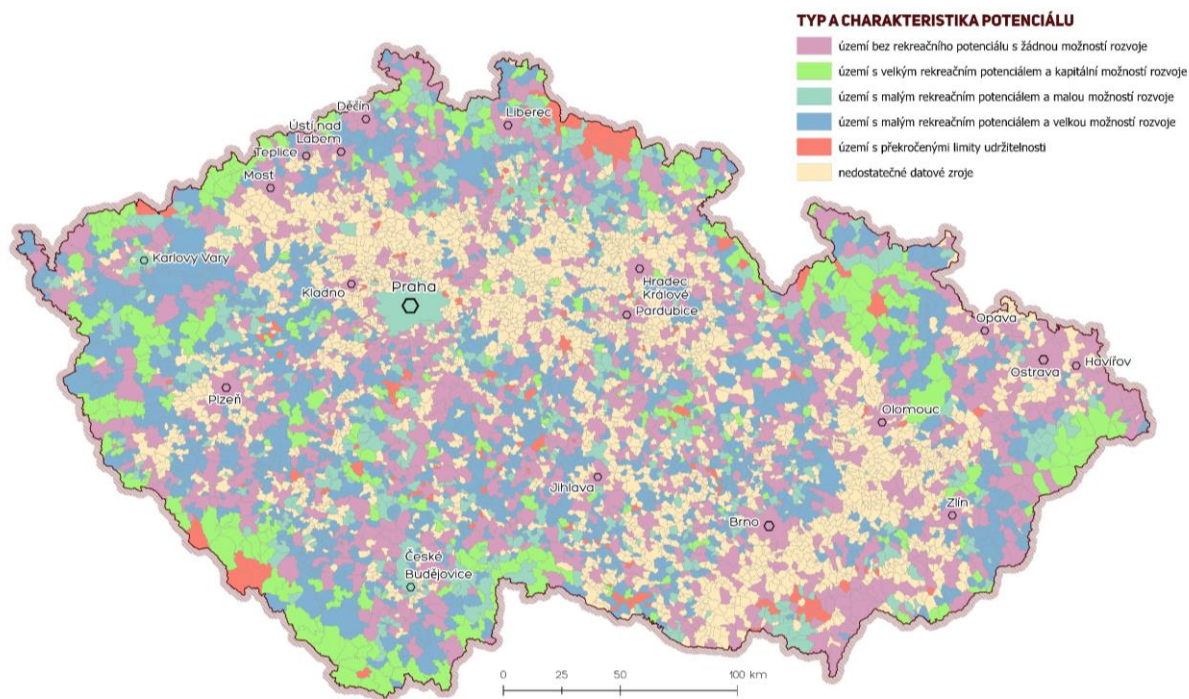 TYP A CHARAKTERISTIKA POTENCIÁLU
území bez rekreačního potenciálu s žádnou možností rozvoje
území s velkým rekreačním potenciálem a kapitální možností rozvoje
území s malým rekreačním potenciálem a malou možností rozvoje
území s malým rekreačním potenciálem a velkou možností rozvoje
území s překročenými limity udržitelnosti
nedostatečné datové zroje
Děčín
Liberec
Ústí nad
Labem
Teplice
Most
Karlovy Vary
Kladno
Praha
Hradec
Králové
Pardubice
Opava
Ostrava
Havířov
Plzeň
Olomouc
Jihlava
Zlín
Brno
České
Budějovice
0 25 50 100 km